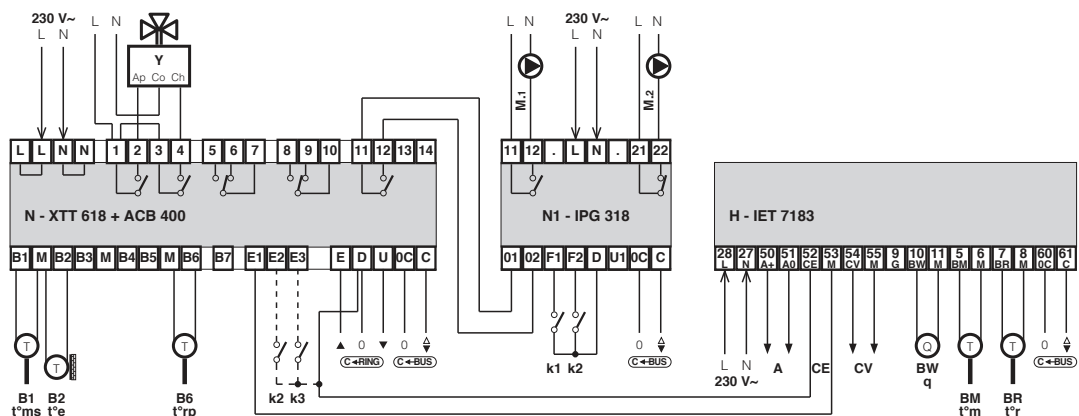 230 V~ L N 230 V~ L N
L N L N L N L N
Y
Ap Co Ch
M.1 M.2
L L N N 1 2 3 4 5 6 7 8 9 10 11 12 13 14
11 12 . L N . 21 22
N - XTT 618 + ACB 400
N1 - IPG 318
H - IET 7183
B1 M B2 B3 M B4 B5 M B6 B7 E1 E2 E3 E D U 0C C
01 02 F1 F2 D U1 0C C
28 27 50 51 52 53 54 55 9 10 11 5 6 7 8 60 61
L N A+ A0 CE M CV M G BW M BM M BR M 0C C
T T T
▲ 0 ▼ 0
C◄RING C◄BUS
k2 k3
k1 k2
0
C◄BUS
L N
230 V~
A CE CV
Q T T
0
C◄BUS
B1 B2 B6
t°ms t°e t°rp
BW BM BR
q t°m t°r